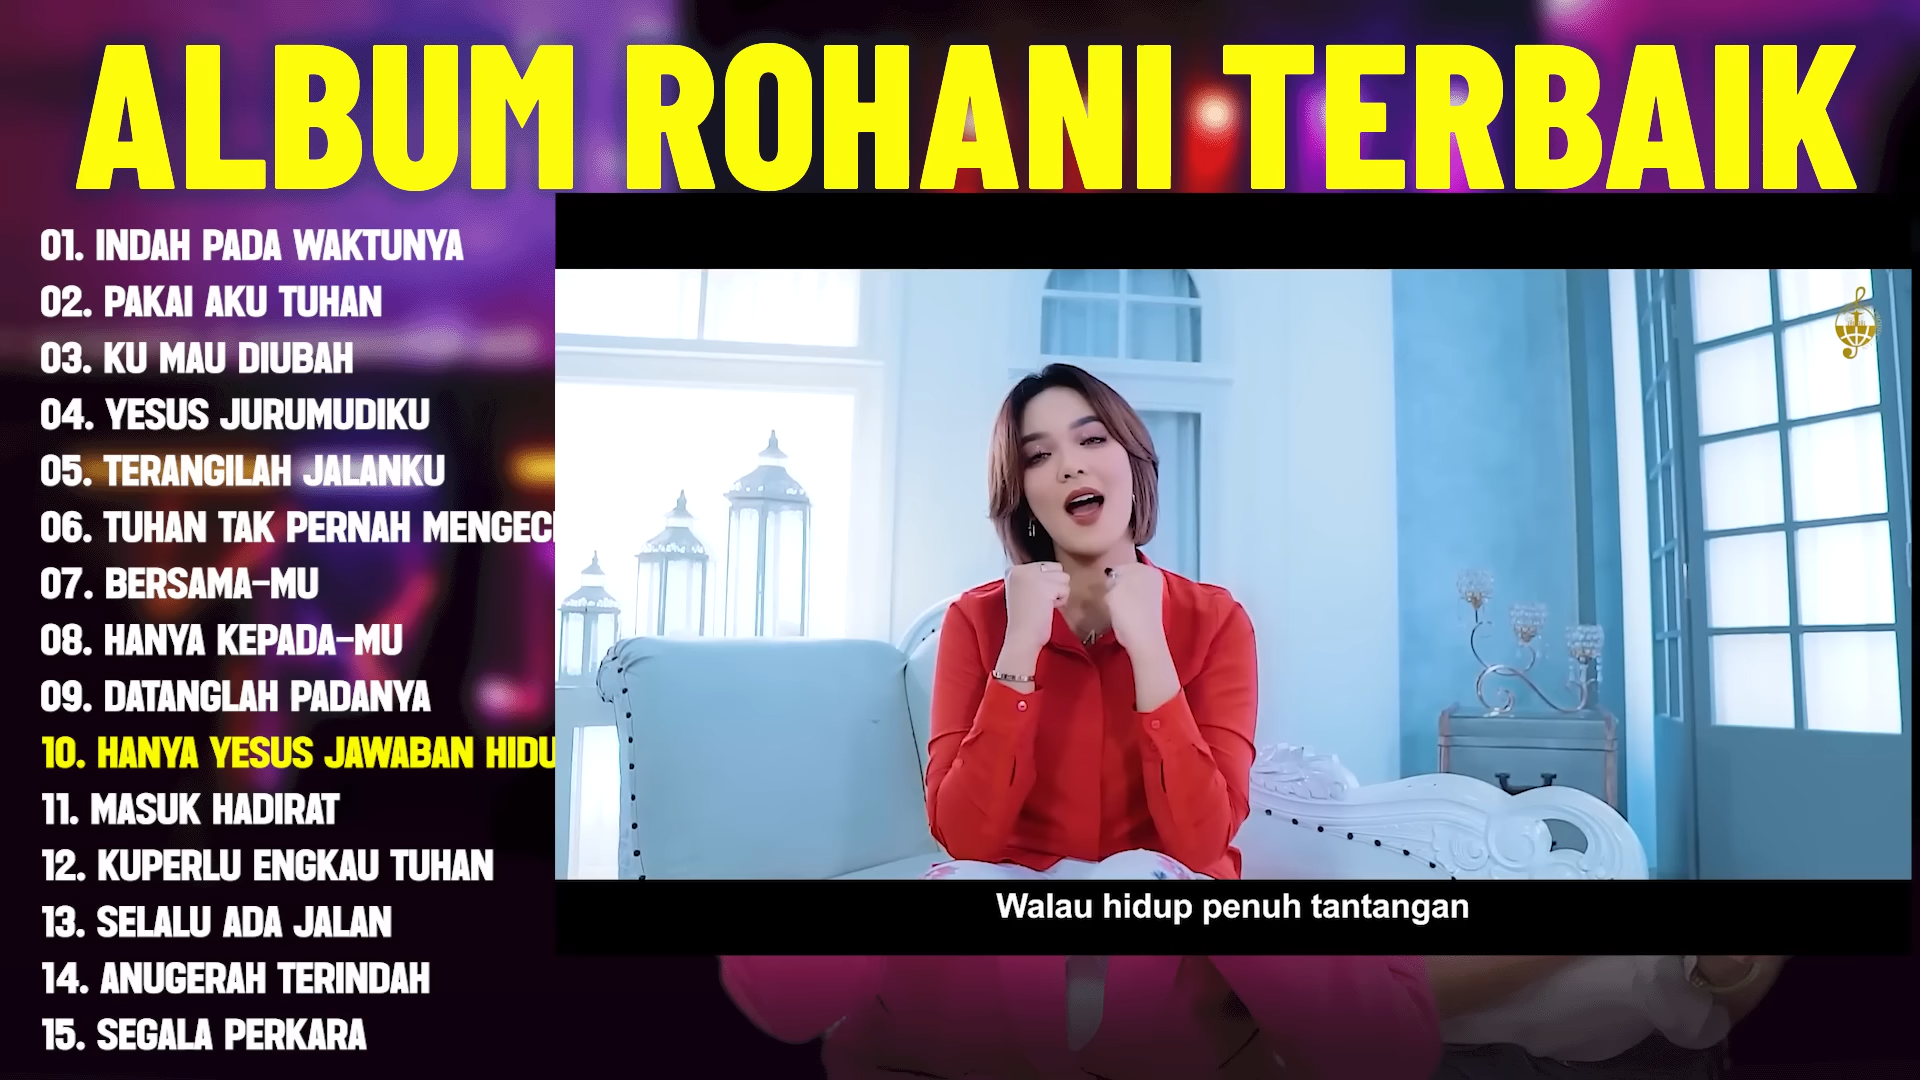 ALBUM ROHANI TERBAIK
01. INDAH PADA WAKTUNYA
02. PAKAI AKU TUHAN
03. KU MAU DIUBAH
04. YESUS JURUMUDIKU
05. TERANGILAH JALANKU
06. TUHAN TAK PERNAH
07. BERSAMA-MU
08. HANYA KEPADA-MU
09. DATANGLAH PADANYA
10. HANYA YESUS JAWABAN HIDU
11. MASUK HADIRAT
12. KUPERLU ENGKAU TUHAN
13. SELALU ADA JALAN
14. ANUGERAH TERINDAH
15. SEGALA PERKARA
Walau hidup penuh tantangan